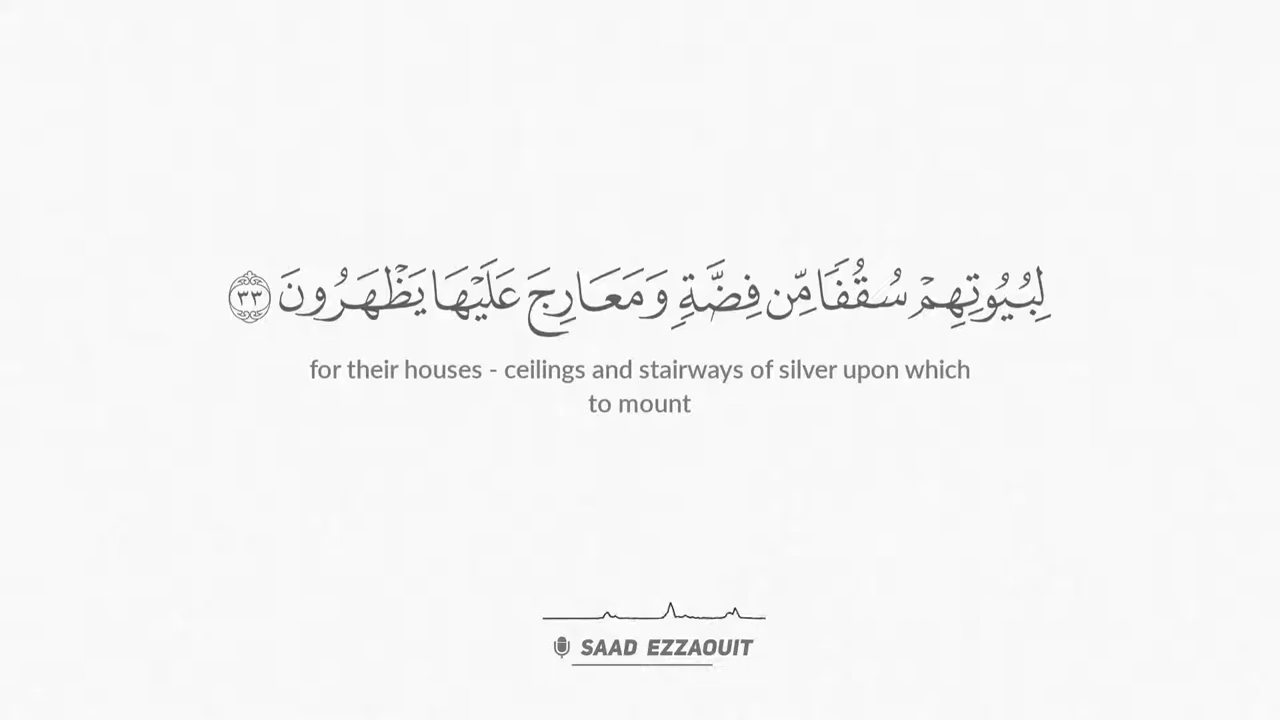 لِبُيُوتِهِمْ سُقُفًا مِّن فِضَّةٍ وَمَعَارِجَ عَلَيْهَا يَظْهَرُونَ ٣٣
for their houses - ceilings and stairways of silver upon which
to mount
SAAD EZZAOUIT